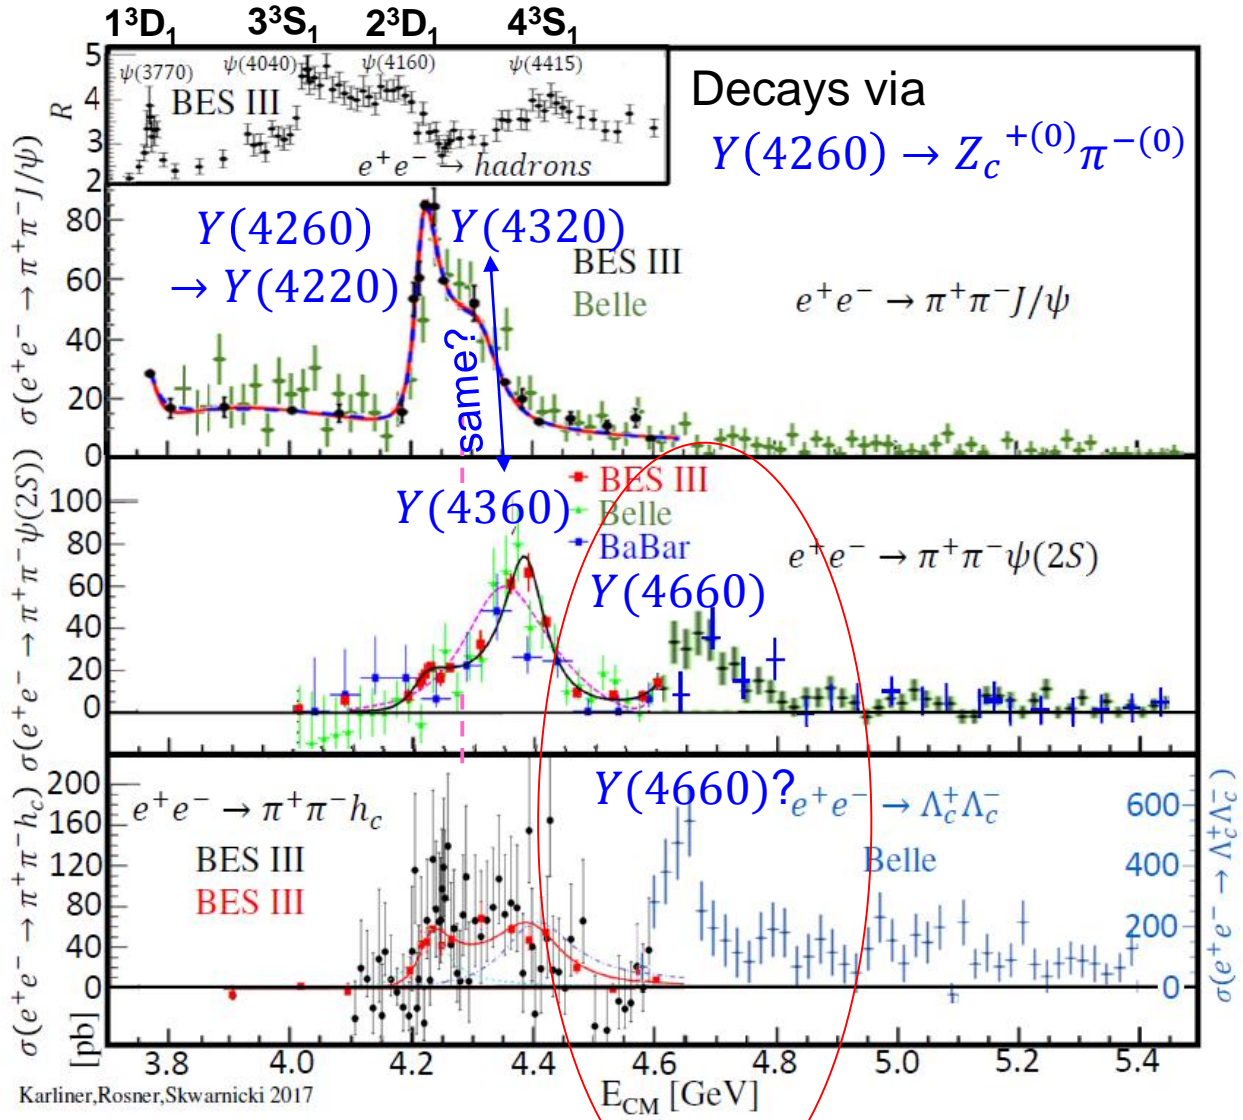 1³D₁ 3³S₁ 2³D₁ 4³S₁
R
5
4
3
2
ψ(3770)
ψ(4040)
ψ(4160)
ψ(4415)
BES III
e⁺e⁻ → hadrons
Decays via
Y(4260) → Z_c⁺⁽⁰⁾π⁻⁽⁰⁾
σ(e⁺e⁻ → π⁺π⁻J/ψ)
80
60
40
20
0
Y(4260)
→ Y(4220)
Y(4320)
BES III
Belle
e⁺e⁻ → π⁺π⁻J/ψ
same?
σ(e⁺e⁻ → π⁺π⁻ψ(2S))
100
80
60
40
20
0
Y(4360)
BES III
Belle
BaBar
e⁺e⁻ → π⁺π⁻ψ(2S)
Y(4660)
σ(e⁺e⁻ → π⁺π⁻h_c)
[pb]
200
160
120
80
40
0
e⁺e⁻ → π⁺π⁻h_c
BES III
BES III
Y(4660)?
e⁺e⁻ → Λ_c⁺Λ_c⁻
Belle
600
400
200
0
σ(e⁺e⁻ → Λ_c⁺Λ_c⁻)
3.8 4.0 4.2 4.4 4.6 4.8 5.0 5.2 5.4
E_CM [GeV]
Karliner,Rosner,Skwarnicki 2017